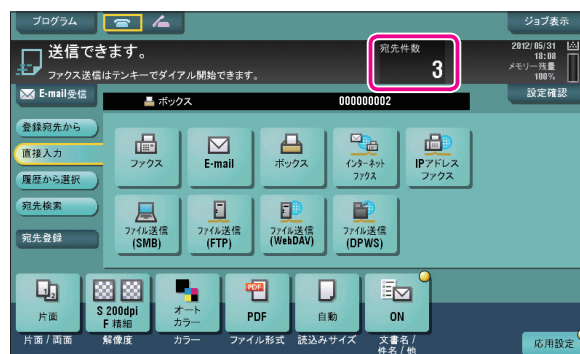 プログラム
ジョブ表示
送信できます。
ファクス送信はテンキーでダイアル開始できます。
宛先件数
3
2012/05/31
18:08
メモリー残量
100%
E-mail受信
ボックス
000000002
設定確認
登録宛先から
直接入力
履歴から選択
宛先検索
宛先登録
ファクス
E-mail
ボックス
インターネット
ファクス
IPアドレス
ファクス
ファイル送信
(SMB)
ファイル送信
(FTP)
ファイル送信
(WebDAV)
ファイル送信
(DPWS)
片面
S 200dpi
F 精細
オート
カラー
PDF
PDF
自動
ON
片面 / 両面
解像度
カラー
ファイル形式
読込みサイズ
文書名 /
件名 / 他
応用設定